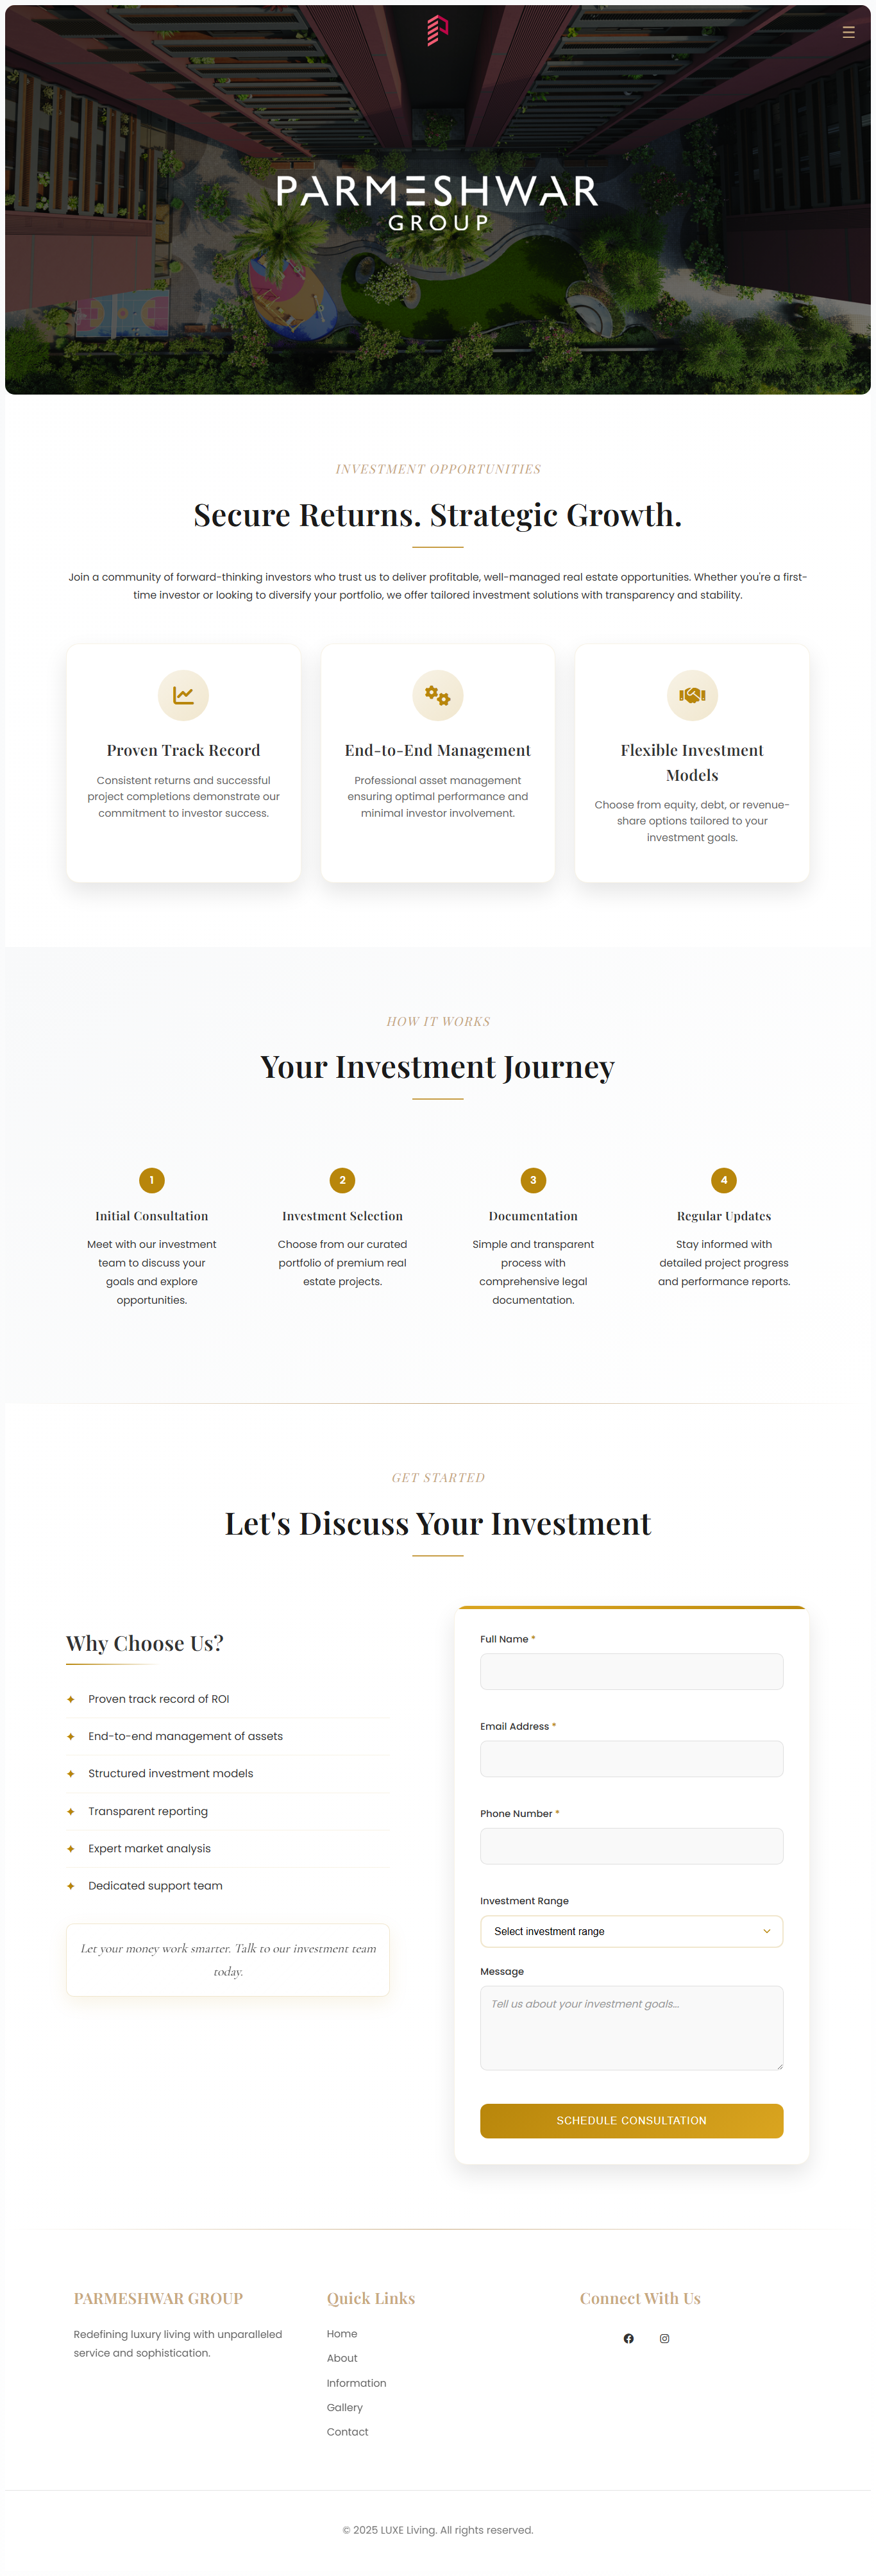 PARMESHWAR
GROUP
INVESTMENT OPPORTUNITIES
Secure Returns. Strategic Growth.
Join a community of forward-thinking investors who trust us to deliver profitable, well-managed real estate opportunities. Whether you're a first-
time investor or looking to diversify your portfolio, we offer tailored investment solutions with transparency and stability.
Proven Track Record
Consistent returns and successful
project completions demonstrate our
commitment to investor success.
End-to-End Management
Professional asset management
ensuring optimal performance and
minimal investor involvement.
Flexible Investment
Models
Choose from equity, debt, or revenue-
share options tailored to your
investment goals.
HOW IT WORKS
Your Investment Journey
1
Initial Consultation
Meet with our investment
team to discuss your
goals and explore
opportunities.
2
Investment Selection
Choose from our curated
portfolio of premium real
estate projects.
3
Documentation
Simple and transparent
process with
comprehensive legal
documentation.
4
Regular Updates
Stay informed with
detailed project progress
and performance reports.
GET STARTED
Let's Discuss Your Investment
Why Choose Us?
Proven track record of ROI
End-to-end management of assets
Structured investment models
Transparent reporting
Expert market analysis
Dedicated support team
Let your money work smarter. Talk to our investment team
today.
Full Name *
Email Address *
Phone Number *
Investment Range
Select investment range
Message
Tell us about your investment goals...
SCHEDULE CONSULTATION
PARMESHWAR GROUP
Redefining luxury living with unparalleled
service and sophistication.
Quick Links
Home
About
Information
Gallery
Contact
Connect With Us
© 2025 LUXE Living. All rights reserved.